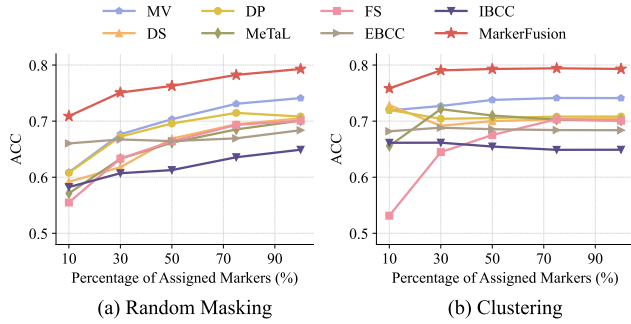 MV DP FS IBCC
DS MeTaL EBCC MarkerFusion
0.8
0.7
0.6
0.5
ACC
10 30 50 70 90
Percentage of Assigned Markers (%)
(a) Random Masking
0.8
0.7
0.6
0.5
ACC
10 30 50 70 90
Percentage of Assigned Markers (%)
(b) Clustering